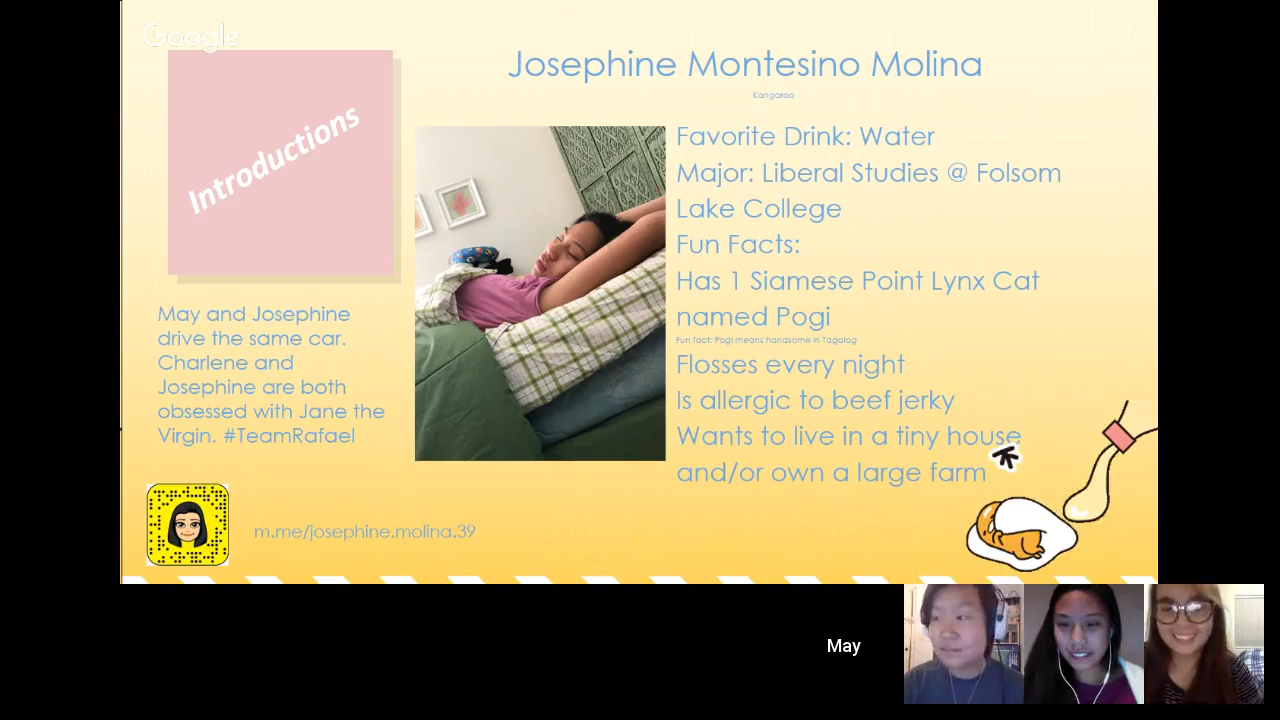 Google
Introductions
Josephine Montesino Molina
Kangaroo
Favorite Drink: Water
Major: Liberal Studies @ Folsom
Lake College
Fun Facts:
Has 1 Siamese Point Lynx Cat
named Pogi
Fun fact: Pogi means handsome in Tagalog
Flosses every night
Is allergic to beef jerky
Wants to live in a tiny house
and/or own a large farm
May and Josephine
drive the same car.
Charlene and
Josephine are both
obsessed with Jane the
Virgin. #TeamRafael
m.me/josephine.molina.39
May